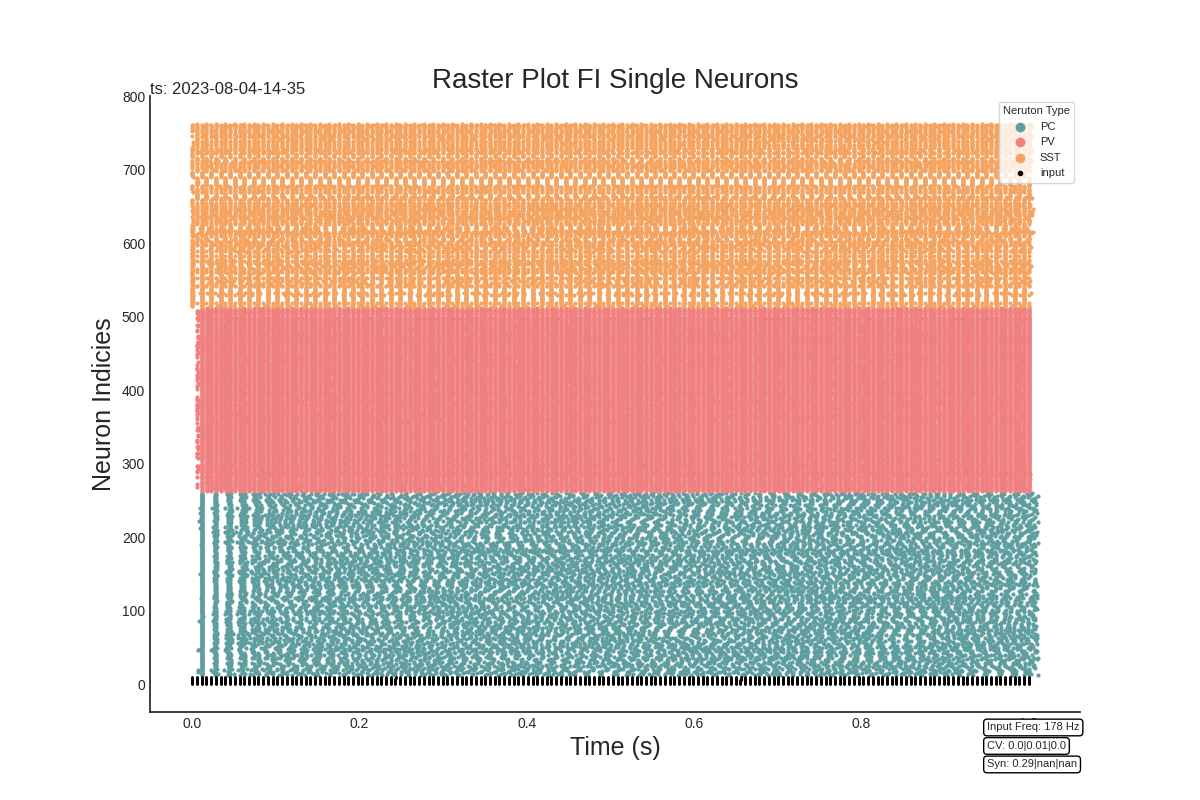 Raster Plot FI Single Neurons
ts: 2023-08-04-14-35
Neruton Type
PC
PV
SST
input
Neuron Indicies
800
700
600
500
400
300
200
100
0
0.0
0.2
0.4
0.6
0.8
Time (s)
Input Freq: 178 Hz
CV: 0.0|0.01|0.0
Syn: 0.29|nan|nan